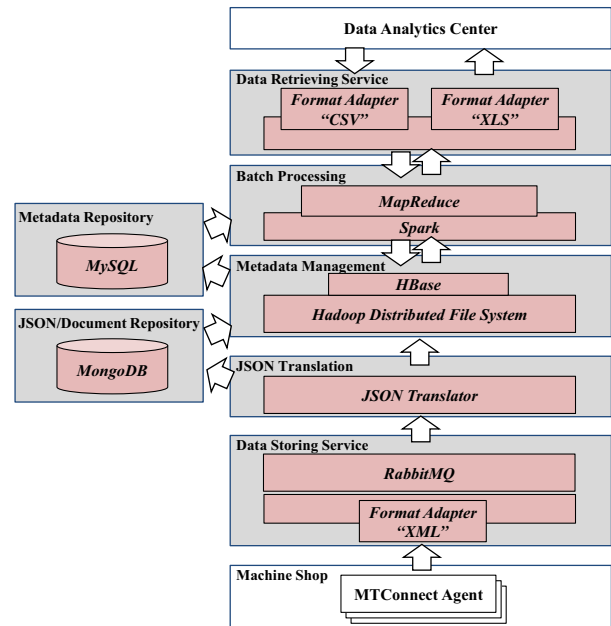 Data Analytics Center
Data Retrieving Service
Format Adapter
“CSV”
Format Adapter
“XLS”
Batch Processing
MapReduce
Spark
Metadata Repository
MySQL
Metadata Management
HBase
Hadoop Distributed File System
JSON/Document Repository
MongoDB
JSON Translation
JSON Translator
Data Storing Service
RabbitMQ
Format Adapter
“XML”
Machine Shop
MTConnect Agent